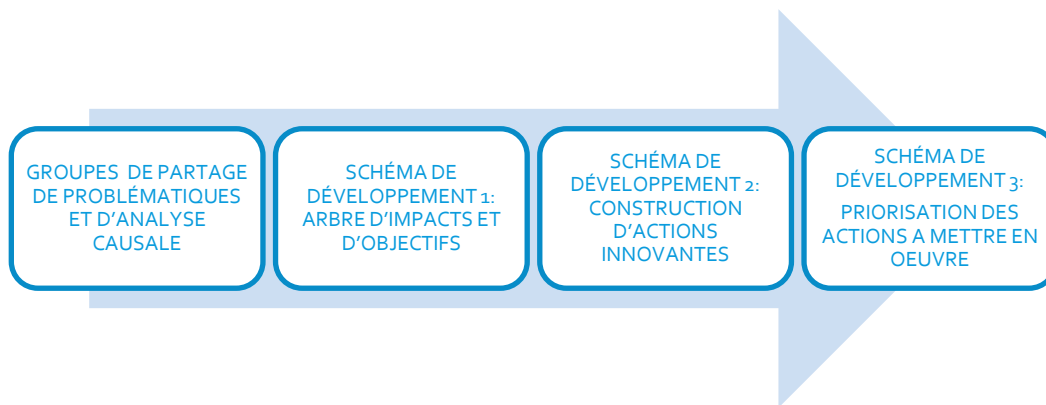 GROUPES DE PARTAGE
DE PROBLÉMATIQUES
ET D'ANALYSE
CAUSALE
SCHÉMA DE
DÉVELOPPEMENT 1:
ARBRE D'IMPACTS ET
D'OBJECTIFS
SCHÉMA DE
DÉVELOPPEMENT 2:
CONSTRUCTION
D'ACTIONS
INNOVANTES
SCHÉMA DE
DÉVELOPPEMENT 3:
PRIORISATION DES
ACTIONS A METTRE EN
OEUVRE